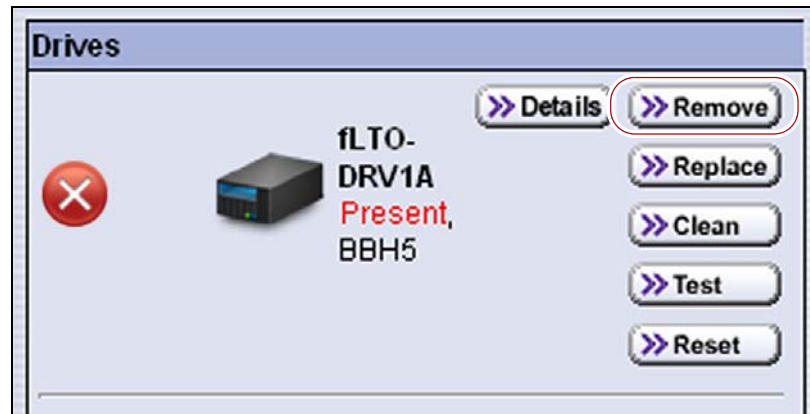 Drives
>> Details
>> Remove
fLTO-
DRV1A
Present,
BBH5
>> Replace
>> Clean
>> Test
>> Reset